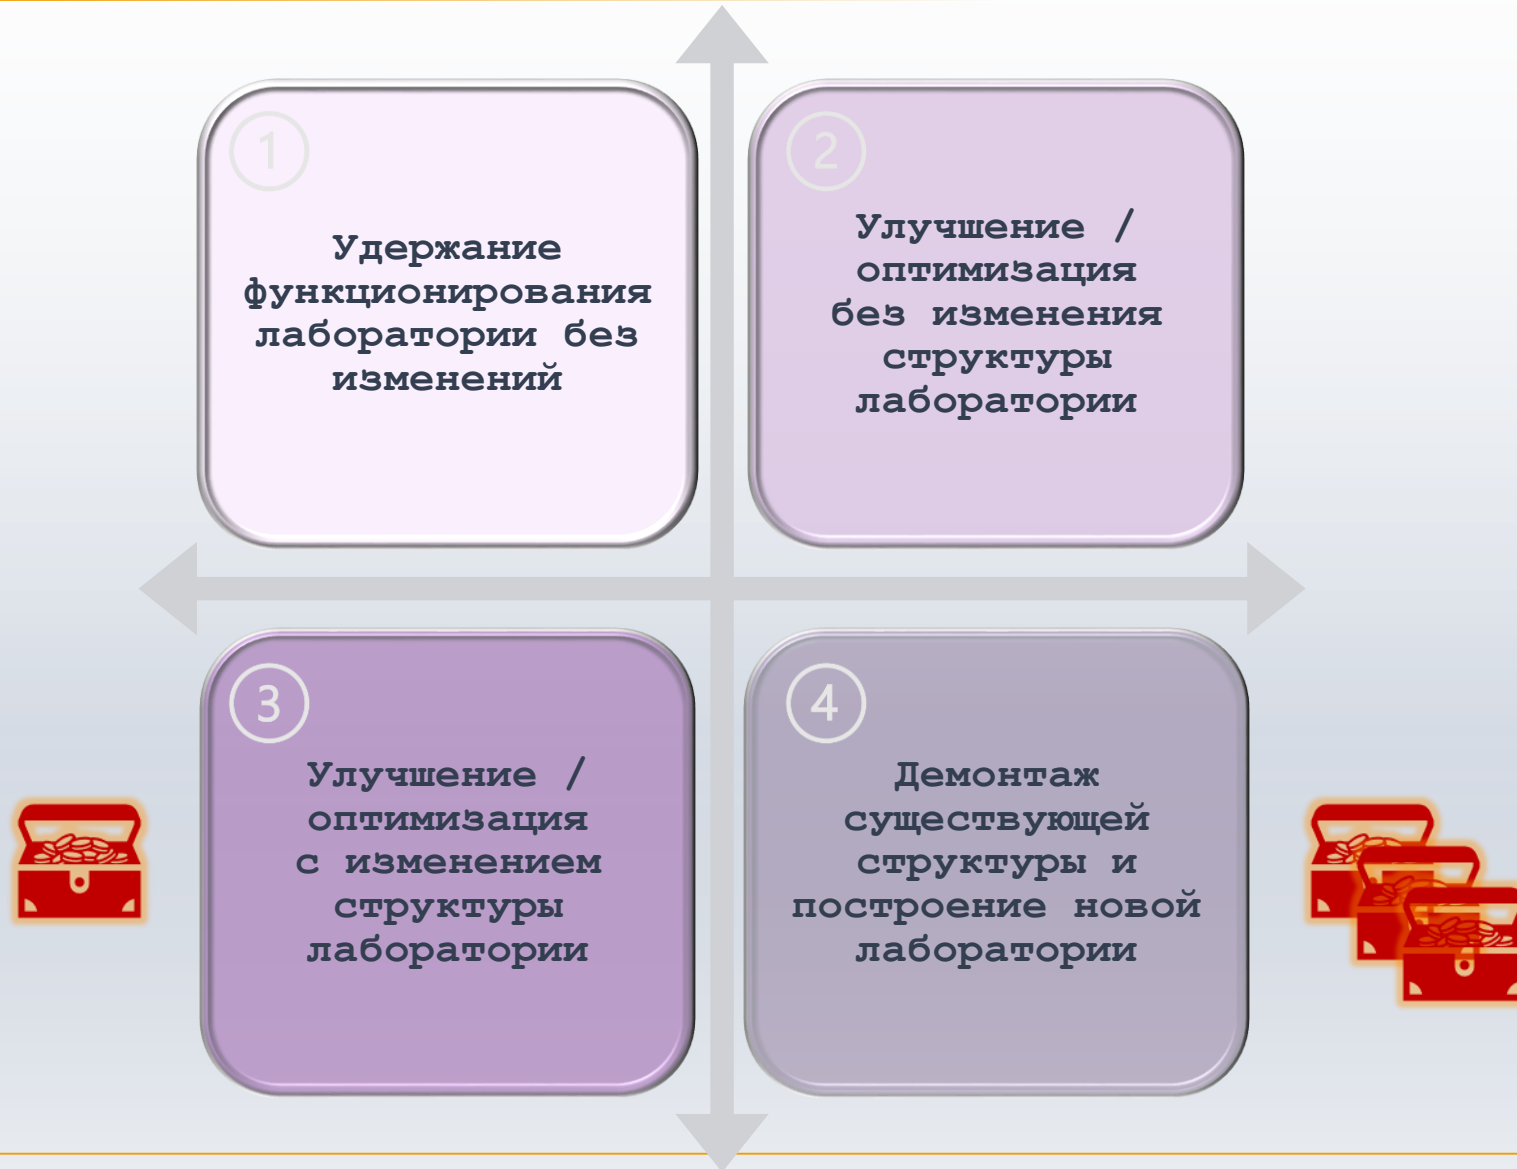 1
Удержание
функционирования
лаборатории без
изменений
2
Улучшение /
оптимизация
без изменения
структуры
лаборатории
3
Улучшение /
оптимизация
с изменением
структуры
лаборатории
4
Демонтаж
существующей
структуры и
построение новой
лаборатории